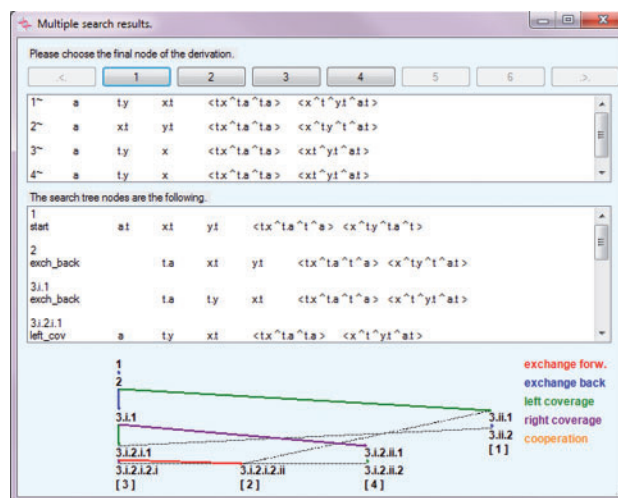 Multiple search results.
Please choose the final node of the derivation.
.<. 1 2 3 4 5 6 .>.
1~ a t.y x.t <t.x^t.a^t.a> <x^t^y.t^a.t>
2~ a x.t y.t <t.x^t.a^t.a> <x^t.y^t^a.t>
3~ a t.y x <t.x^t.a^t.a> <x.t^y.t^a.t>
4~ a t.y x <t.x^t.a^t.a> <x.t^y.t^a.t>
The search tree nodes are the following.
1
start a.t x.t y.t <t.x^t.a^t^a> <x^t.y^t.a^t>
2
exch_back t.a x.t y.t <t.x^t.a^t^a> <x^t.y^t^a.t>
3.i.1
exch_back t.a t.y x.t <t.x^t.a^t^a> <x^t^y.t^a.t>
3.i.2.i.1
left_cov a t.y x.t <t.x^t.a^t.a> <x^t^y.t^a.t>
1
exchange forw.
2
exchange back
left coverage
3.i.1
3.ii.1
right coverage
3.ii.2
cooperation
3.i.2.i.1
3.i.2.ii.1
[ 1 ]
3.i.2.i.2.i
3.i.2.i.2.ii
3.i.2.ii.2
[ 3 ]
[ 2 ]
[ 4 ]